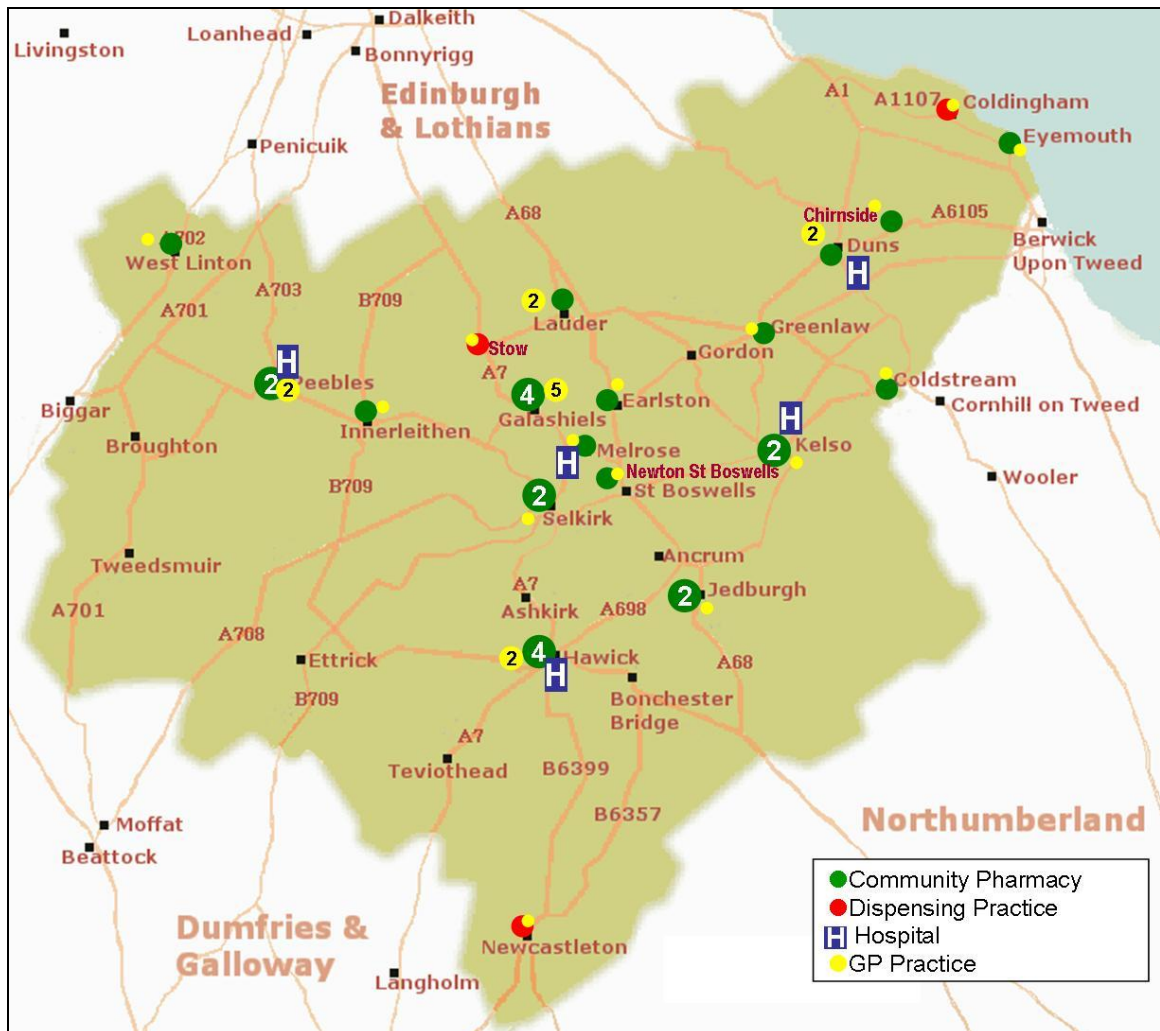 Dalkeith
Livingston
Loanhead
Bonnyrigg
Edinburgh
& Lothians
A1
A1107
Coldingham
Eyemouth
Penicuik
A68
Chirnside
A6105
2
Duns
H
Berwick
Upon Tweed
A702
West Linton
A703
B709
A701
2
Lauder
Greenlaw
Stow
Gordon
H
A7
2
2
Peebles
4
5
Coldstream
Biggar
Galashiels
Earlston
Cornhill on Tweed
Innerleithen
H
Broughton
Melrose
2
Kelso
H
Newton St Boswells
B709
2
St Boswells
Wooler
Selkirk
Tweedsmuir
Ancrum
A7
2
Jedburgh
A701
Ashkirk
A698
A708
2
4
Hawick
Ettrick
A68
H
B709
Bonchester
Bridge
A7
Teviothead
B6399
B6357
Moffat
Northumberland
Beattock
Community Pharmacy
Dispensing Practice
H Hospital
GP Practice
Dumfries &
Galloway
Newcastleton
Langholm